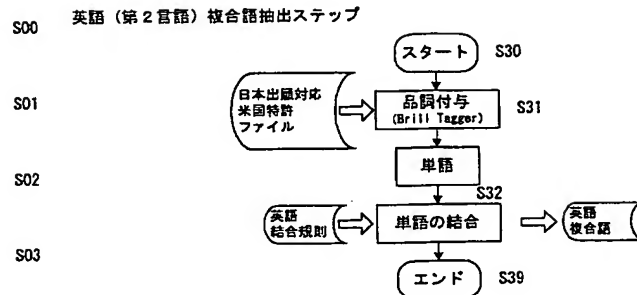 英語（第２言語）複合語抽出ステップ
S00
スタート
S30
S01
日本出願対応
米国特許
ファイル
品詞付与
(Brill Tagger)
S31
単語
S02
S32
英語
結合規則
単語の結合
英語
複合語
S03
エンド
S39